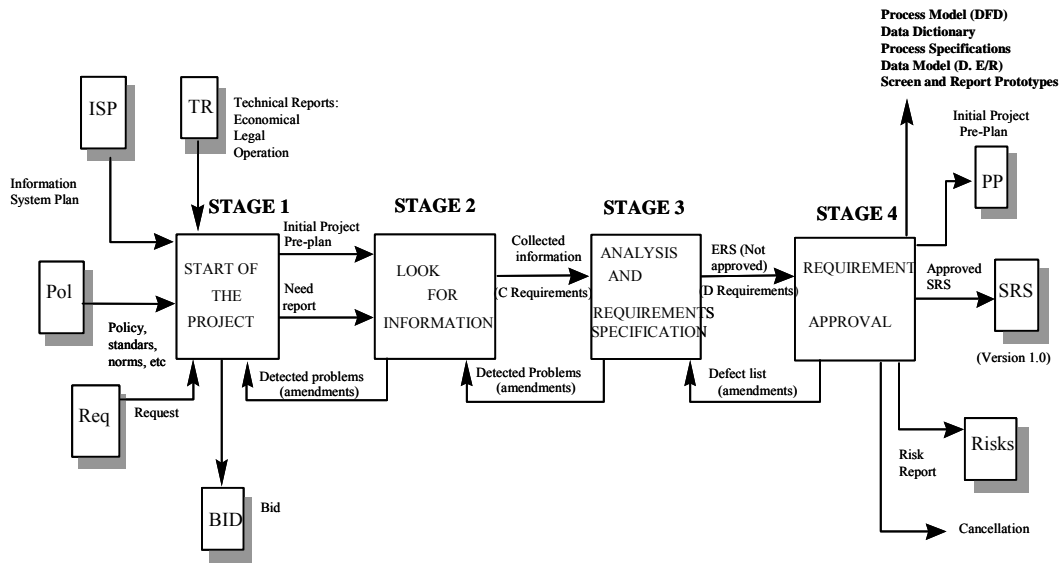 Process Model (DFD)
Data Dictionary
Process Specifications
Data Model (D. E/R)
Screen and Report Prototypes
ISP
TR
Technical Reports:
Economical
Legal
Operation
Initial Project
Pre-Plan
PP
Information
System Plan
STAGE 1
STAGE 2
STAGE 3
STAGE 4
START OF
THE
PROJECT
Initial Project
Pre-plan
Need
report
LOOK
FOR
INFORMATION
Collected
information
(C Requirements)
ANALYSIS
AND
REQUIREMENTS
SPECIFICATION
ERS (Not
approved)
(D Requirements)
REQUIREMENT
APPROVAL
Approved
SRS
SRS
(Version 1.0)
Pol
Policy,
standars,
norms, etc
Detected problems
(amendments)
Detected Problems
(amendments)
Defect list
(amendments)
Req
Request
BID
Bid
Risk
Report
Risks
Cancellation